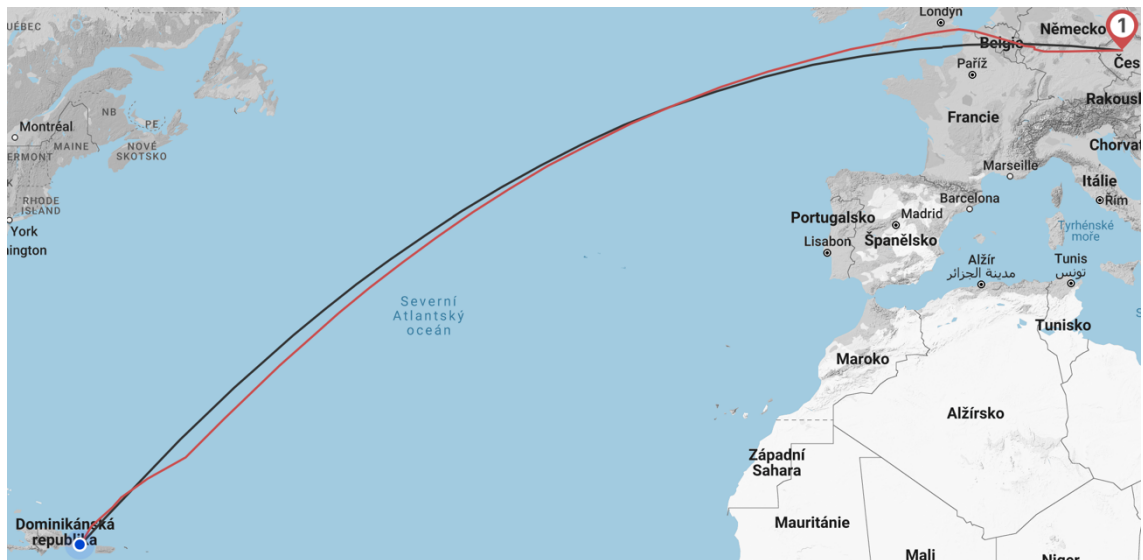 UÉBEC
Montréal
NB
PE
MAINE
NOVÉ
SKOTSKO
ERMONT
K
RHODE
ISLAND
York
hington
Londýn
Německo
1
Belgie
Čes
Paříž
Rakousk
Francie
Chorvat
Marseille
Itálie
Barcelona
Řím
Portugalsko
Madrid
Tyrhénské
moře
Lisabon
Španělsko
Alžír
مدينة الجزائر
Tunis
تونس
S
Severní
Atlantský
oceán
Tunisko
Maroko
Alžírsko
Západní
Sahara
Dominikánská
republika
Mauritánie
Mali
Niger